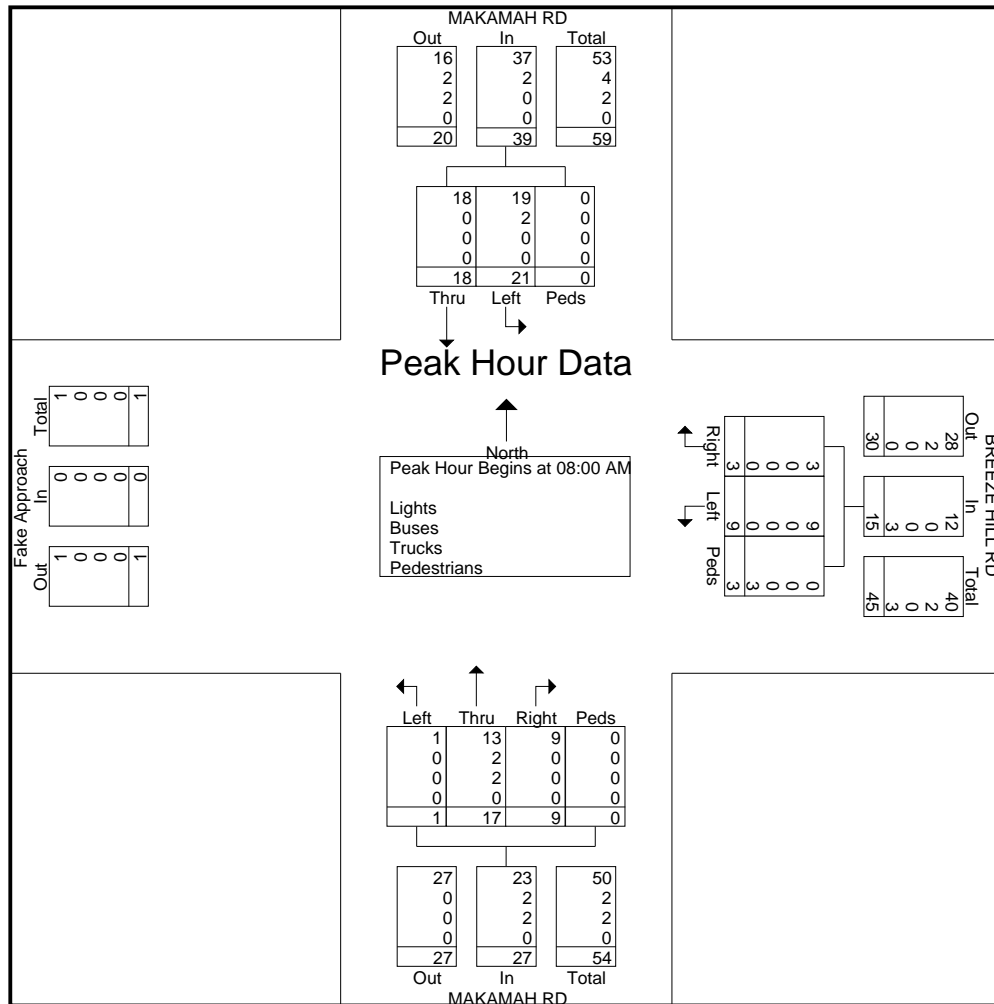 MAKAMAH RD
Out In Total
16 37 53
2 2 4
2 0 2
0 0 0
20 39 59
18 19 0
0 2 0
0 0 0
0 0 0
18 21 0
Thru Left Peds
Peak Hour Data
North
Peak Hour Begins at 08:00 AM
Lights
Buses
Trucks
Pedestrians
Fake Approach
Out In Total
1 0 1
0 0 0
0 0 0
0 0 0
1 0 1
BREEZE HILL RD
Out In Total
28 12 40
2 0 2
0 0 0
0 3 3
30 15 45
Right Left Peds
3 9 0
0 0 0
0 0 0
0 0 3
3 9 3
Left Thru Right Peds
1 13 9 0
0 2 0 0
0 2 0 0
0 0 0 0
1 17 9 0
27 23 50
0 2 2
0 2 2
0 0 0
27 27 54
Out In Total
MAKAMAH RD